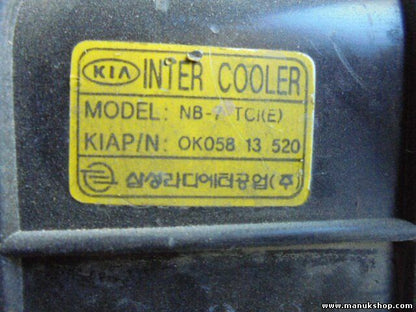 KIA INTER COOLER
MODEL: NB-7 TCI(E)
KIAP/N: OK058 13 520
삼성라디에터공업(주)
www.manukshop.com